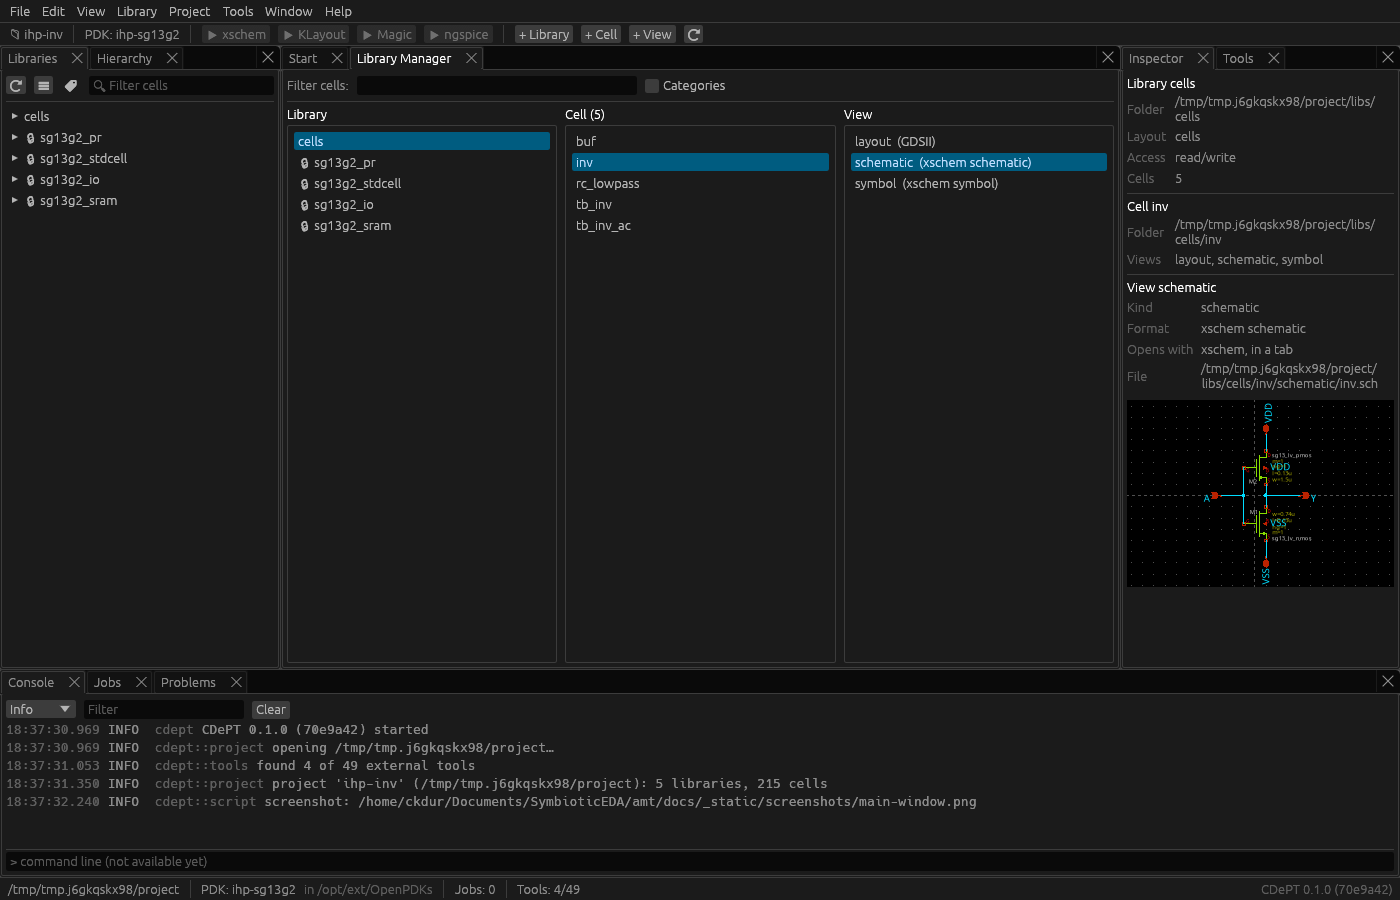 File Edit View Library Project Tools Window Help
ihp-inv PDK: ihp-sg13g2 xschem KLayout Magic ngspice + Library + Cell + View
Libraries Hierarchy
Filter cells
cells
sg13g2_pr
sg13g2_stdcell
sg13g2_io
sg13g2_sram
Start Library Manager
Filter cells: Categories
Library
cells
sg13g2_pr
sg13g2_stdcell
sg13g2_io
sg13g2_sram
Cell (5)
buf
inv
rc_lowpass
tb_inv
tb_inv_ac
View
layout (GDSII)
schematic (xschem schematic)
symbol (xschem symbol)
Inspector Tools
Library cells
Folder /tmp/tmp.j6gkqskx98/project/libs/
cells
Layout cells
Access read/write
Cells 5
Cell inv
Folder /tmp/tmp.j6gkqskx98/project/libs/
cells/inv
Views layout, schematic, symbol
View schematic
Kind schematic
Format xschem schematic
Opens with xschem, in a tab
File /tmp/tmp.j6gkqskx98/project/
libs/cells/inv/schematic/inv.sch
VDD
sg13_lv_pmos
VDD
w=1.5u
M2
A
Y
M1
w=0.74u
VSS
sg13_lv_nmos
VSS
Console Jobs Problems
Info Filter Clear
18:37:30.969 INFO cdept CDePT 0.1.0 (70e9a42) started
18:37:30.969 INFO cdept::project opening /tmp/tmp.j6gkqskx98/project…
18:37:31.053 INFO cdept::tools found 4 of 49 external tools
18:37:31.350 INFO cdept::project project 'ihp-inv' (/tmp/tmp.j6gkqskx98/project): 5 libraries, 215 cells
18:37:32.240 INFO cdept::script screenshot: /home/ckdur/Documents/SymbioticEDA/amt/docs/_static/screenshots/main-window.png
> command line (not available yet)
/tmp/tmp.j6gkqskx98/project PDK: ihp-sg13g2 in /opt/ext/OpenPDKs Jobs: 0 Tools: 4/49 CDePT 0.1.0 (70e9a42)